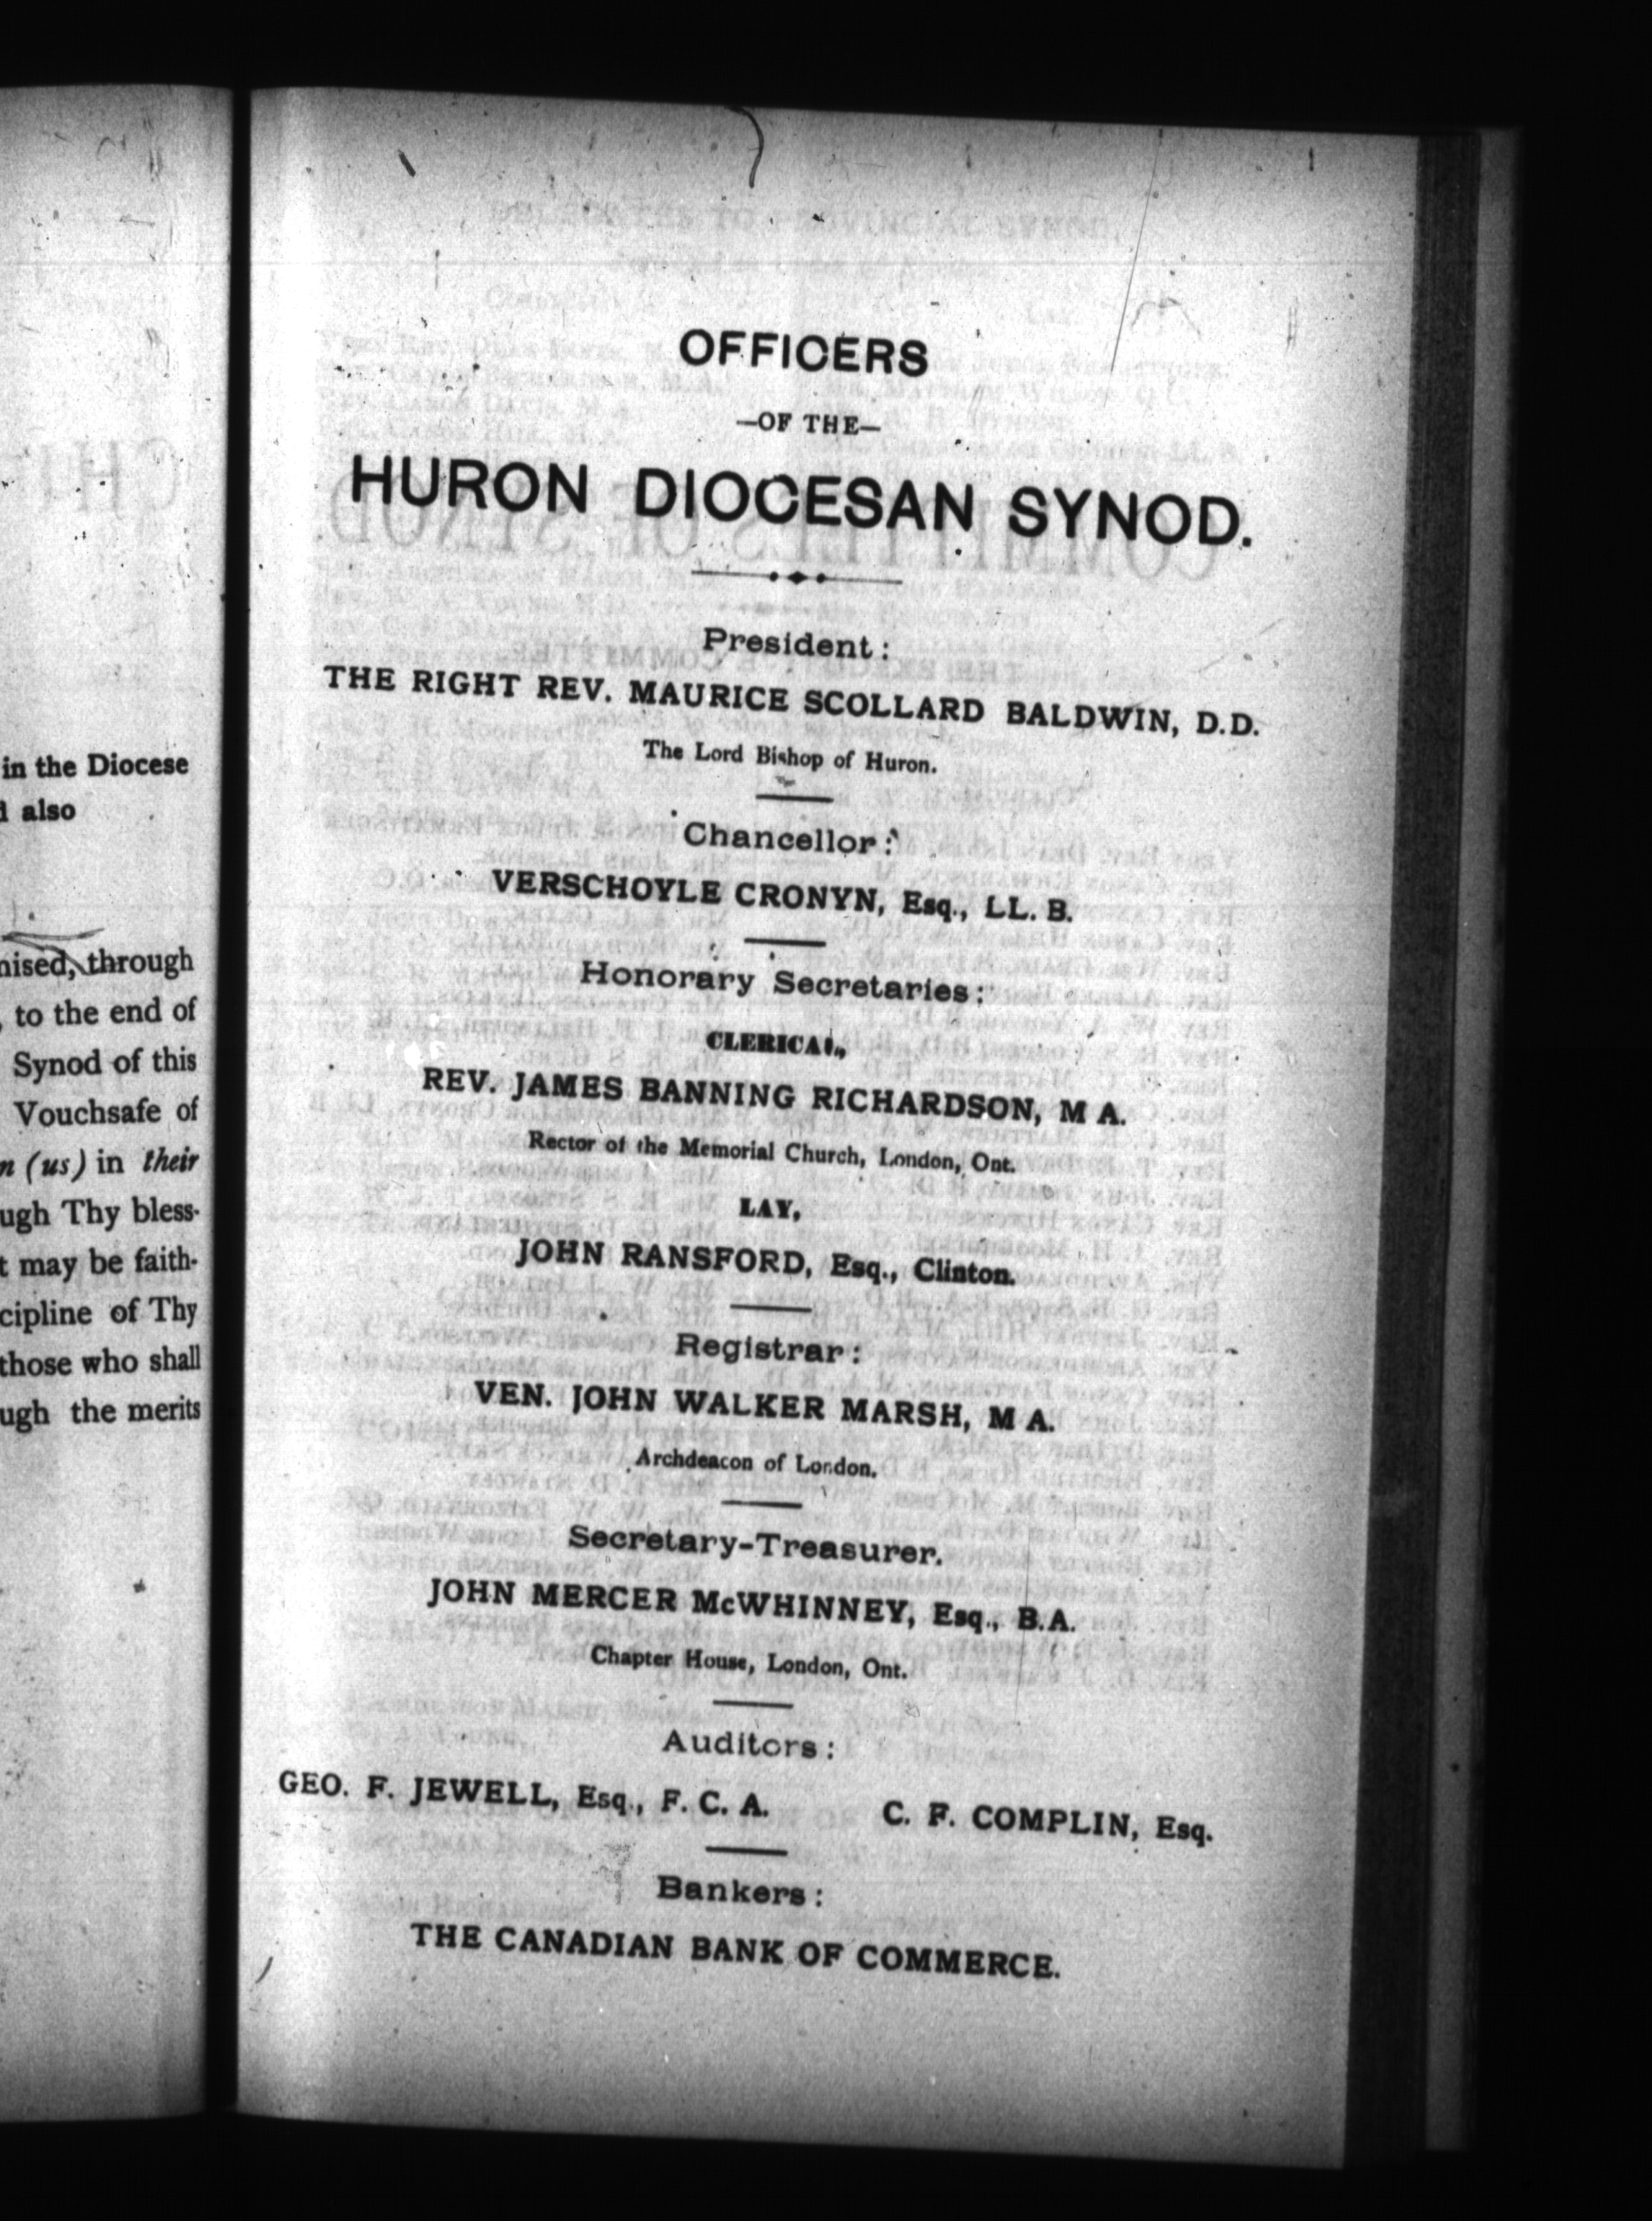 in the Diocese
also
through
, to the end of
Synod of this
Vouchsafe of
(us) in their
Thy bless-
may be faith-
of Thy
those who shall
the merits
OFFICERS
—OF THE—
HURON DIOCESAN SYNOD.
President:
THE RIGHT REV. MAURICE SCOLLARD BALDWIN, D.D.
The Lord Bishop of Huron.
Chancellor:
VERSCHOYLE CRONYN, Esq., LL. B.
Honorary Secretaries:
CLERICAL,
REV. JAMES BANNING RICHARDSON, M A.
Rector of the Memorial Church, London, Ont.
LAY,
JOHN RANSFORD, Esq., Clinton.
Registrar:
VEN. JOHN WALKER MARSH, M A.
Archdeacon of London.
Secretary-Treasurer.
JOHN MERCER McWHINNEY, Esq., B.A.
Chapter House, London, Ont.
Auditors:
GEO. F. JEWELL, Esq., F. C. A. C. F. COMPLIN, Esq.
Bankers:
THE CANADIAN BANK OF COMMERCE.